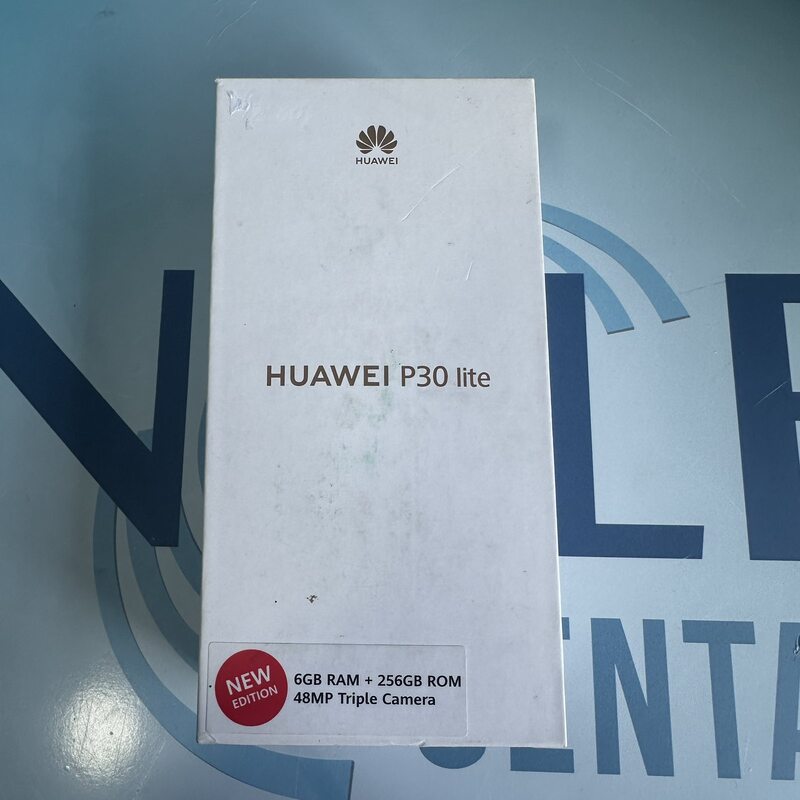 HUAWEI
HUAWEI P30 lite
NEW
EDITION
6GB RAM + 256GB ROM
48MP Triple Camera